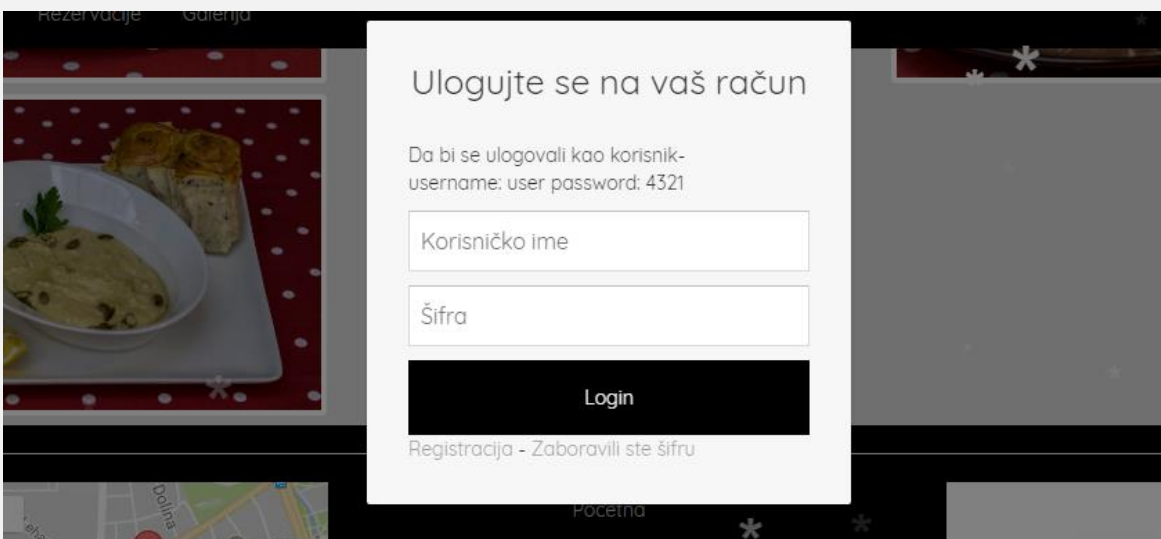 Rezervacije Galerija
Ulogujte se na vaš račun
Da bi se ulogovali kao korisnik-
username: user password: 4321
Korisničko ime
Šifra
Login
Registracija - Zaboravili ste šifru
Dolina
Početna